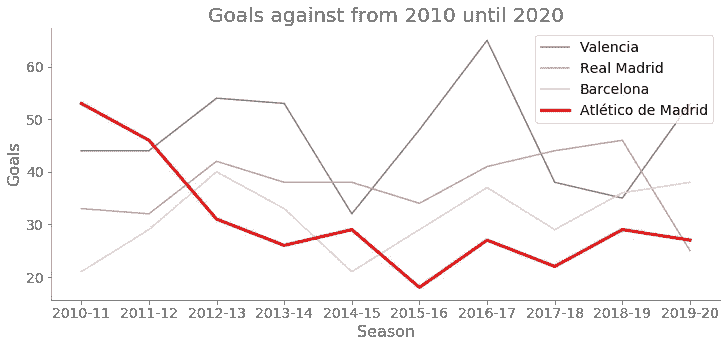 Goals against from 2010 until 2020
Valencia
Real Madrid
Barcelona
Atlético de Madrid
Goals
60
50
40
30
20
2010-11 2011-12 2012-13 2013-14 2014-15 2015-16 2016-17 2017-18 2018-19 2019-20
Season